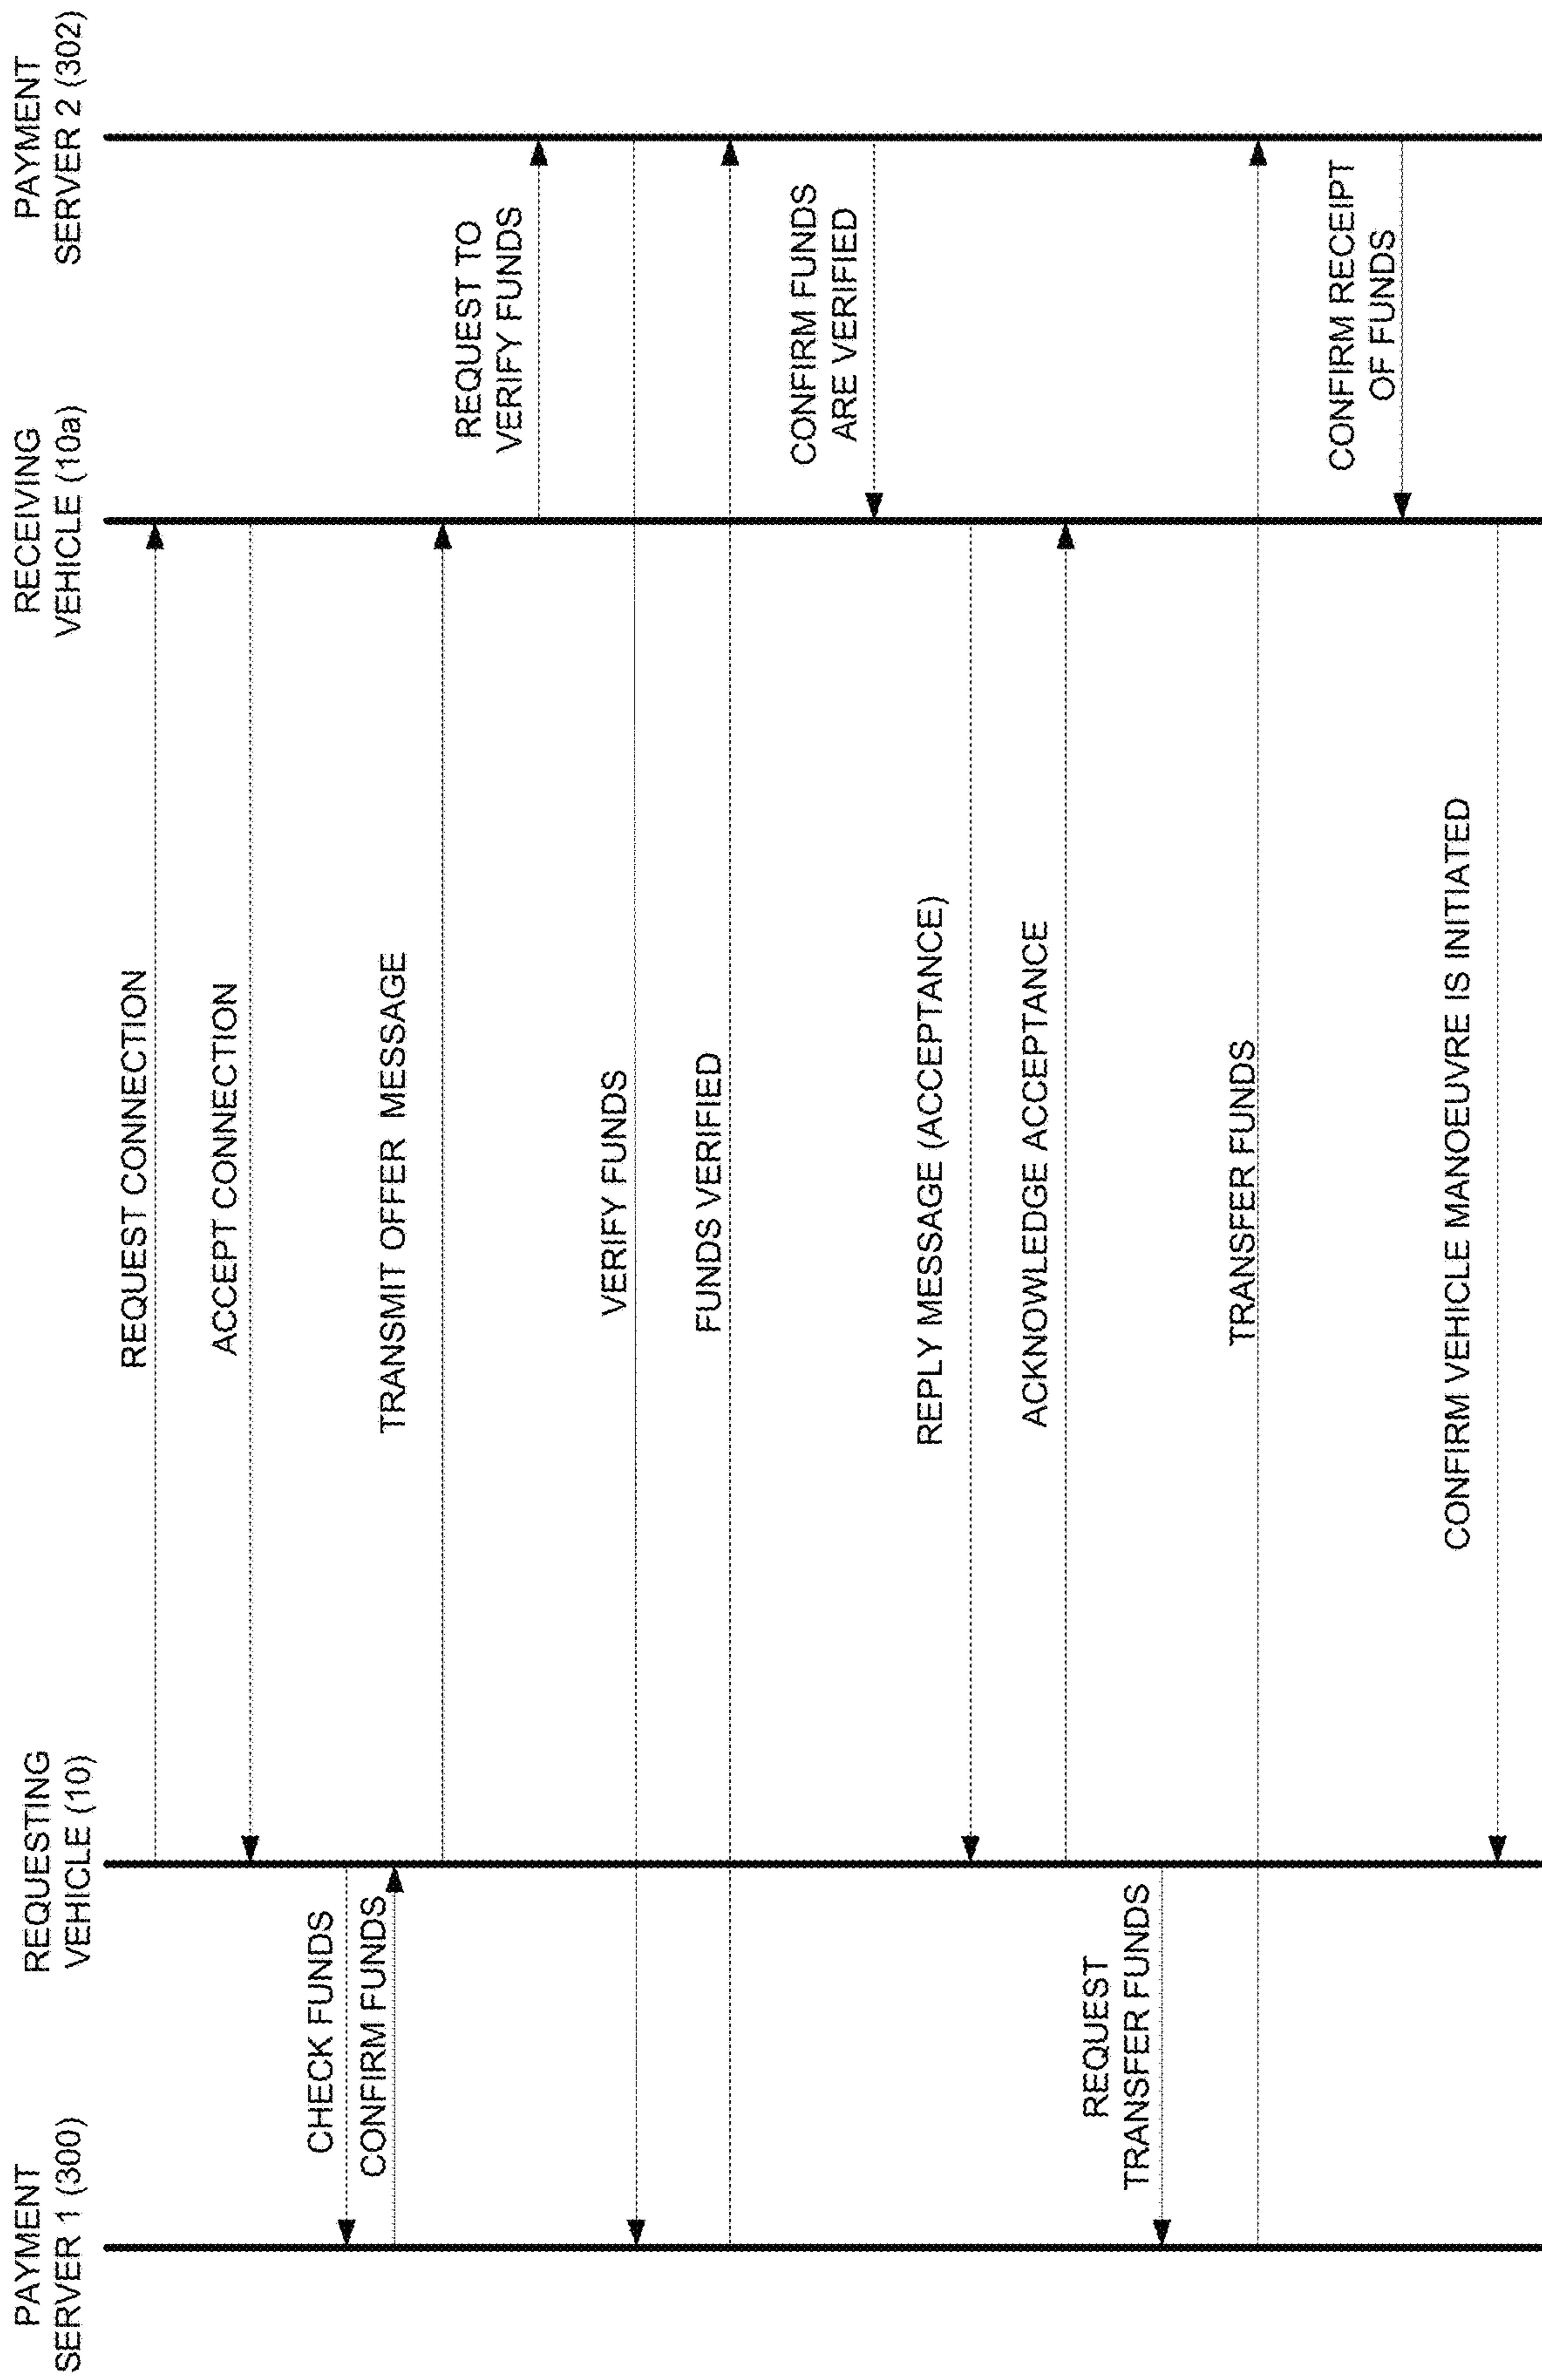 PAYMENT
SERVER 1 (300)
REQUESTING
VEHICLE (10)
RECEIVING
VEHICLE (10a)
PAYMENT
SERVER 2 (302)
REQUEST CONNECTION
ACCEPT CONNECTION
CHECK FUNDS
CONFIRM FUNDS
TRANSMIT OFFER MESSAGE
REQUEST TO
VERIFY FUNDS
VERIFY FUNDS
FUNDS VERIFIED
CONFIRM FUNDS
ARE VERIFIED
REPLY MESSAGE (ACCEPTANCE)
ACKNOWLEDGE ACCEPTANCE
REQUEST
TRANSFER FUNDS
TRANSFER FUNDS
CONFIRM RECEIPT
OF FUNDS
CONFIRM VEHICLE MANOEUVRE IS INITIATED